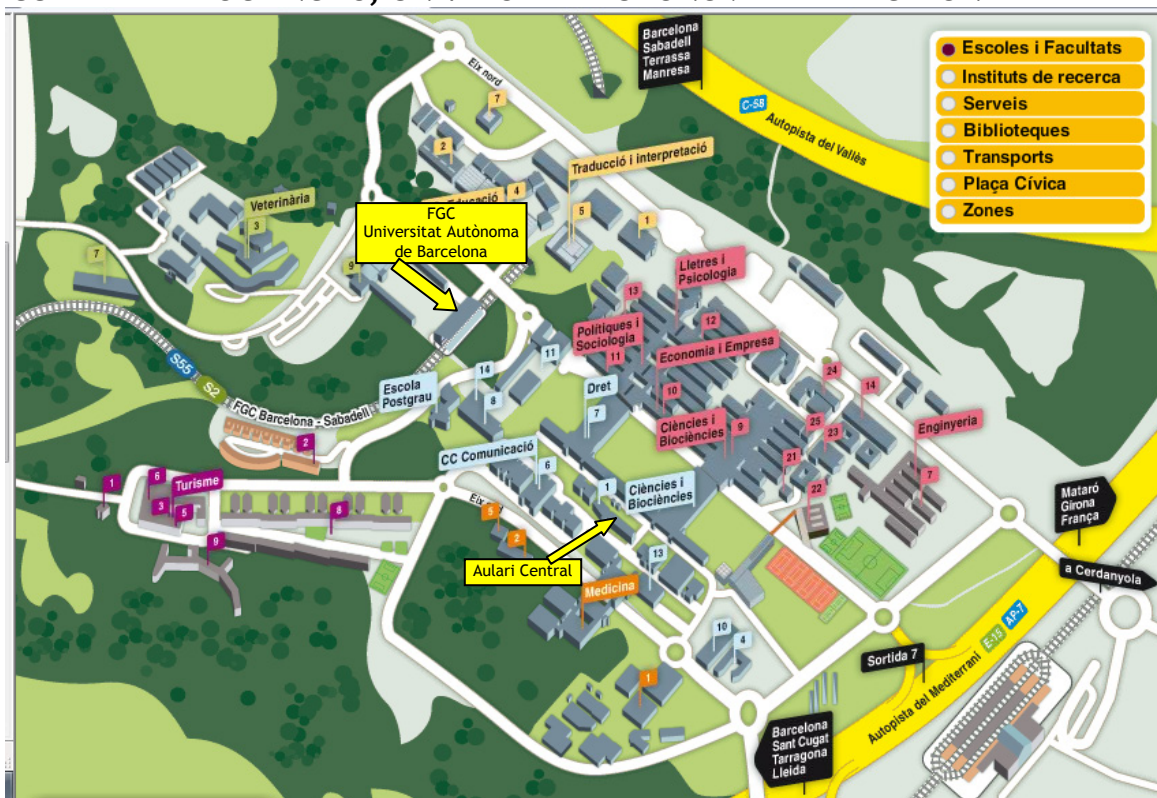 Barcelona
Sabadell
Terrassa
Manresa
Escoles i Facultats
Instituts de recerca
Serveis
Biblioteques
Transports
Plaça Cívica
Zones
Eix nord
C-58
Autopista del Vallès
7
2
Traducció i interpretació
4
Educació
5
1
Veterinària
3
7
9
FGC
Universitat Autònoma
de Barcelona
Lletres i
Psicologia
13
12
Polítiques i
Sociologia
11
Economia i Empresa
10
Ciències i
Biociències
9
24
14
25
23
21
22
Enginyeria
7
S55
S2
FGC Barcelona - Sabadell
Escola
Postgrau
14
8
11
Dret
7
CC Comunicació
6
1
Ciències i
Biociències
13
10
4
2
1
6
Turisme
3
5
8
9
Eix
5
2
Aulari Central
Medicina
1
Mataró
Girona
França
a Cerdanyola
Sortida 7
Autopista del Mediterrani
E-15
AP-7
Barcelona
Sant Cugat
Tarragona
Lleida